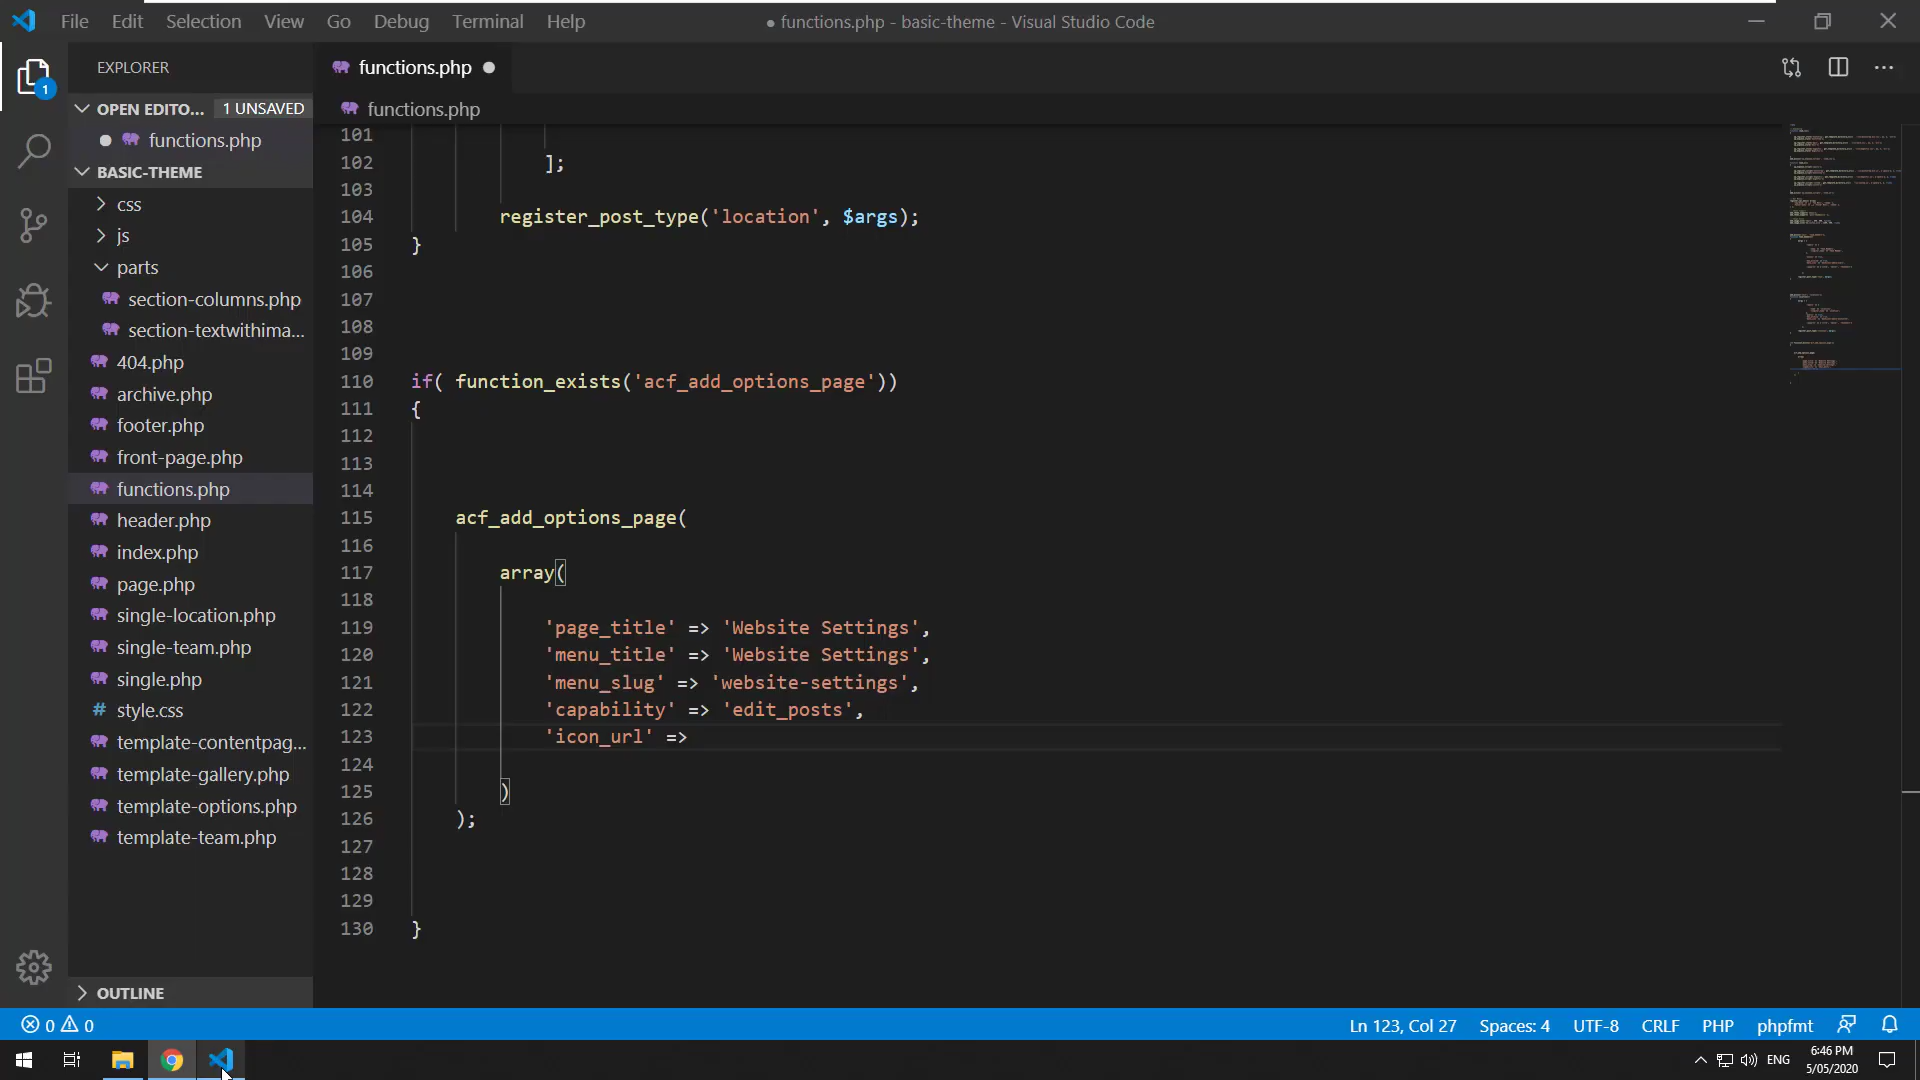 File Edit Selection View Go Debug Terminal Help
● functions.php - basic-theme - Visual Studio Code
EXPLORER
functions.php ●
1
OPEN EDITO... 1 UNSAVED
functions.php
functions.php
BASIC-THEME
css
js
parts
section-columns.php
section-textwithima...
404.php
archive.php
footer.php
front-page.php
functions.php
header.php
index.php
page.php
single-location.php
single-team.php
single.php
# style.css
template-contentpag...
template-gallery.php
template-options.php
template-team.php
OUTLINE
101
102 ];
103
104 register_post_type('location', $args);
105 }
106
107
108
109
110 if( function_exists('acf_add_options_page'))
111 {
112
113
114
115 acf_add_options_page(
116
117 array(
118
119 'page_title' => 'Website Settings',
120 'menu_title' => 'Website Settings',
121 'menu_slug' => 'website-settings',
122 'capability' => 'edit_posts',
123 'icon_url' =>
124
125 )
126 );
127
128
129
130 }
0 0
Ln 123, Col 27 Spaces: 4 UTF-8 CRLF PHP phpfmt
ENG
6:46 PM
5/05/2020